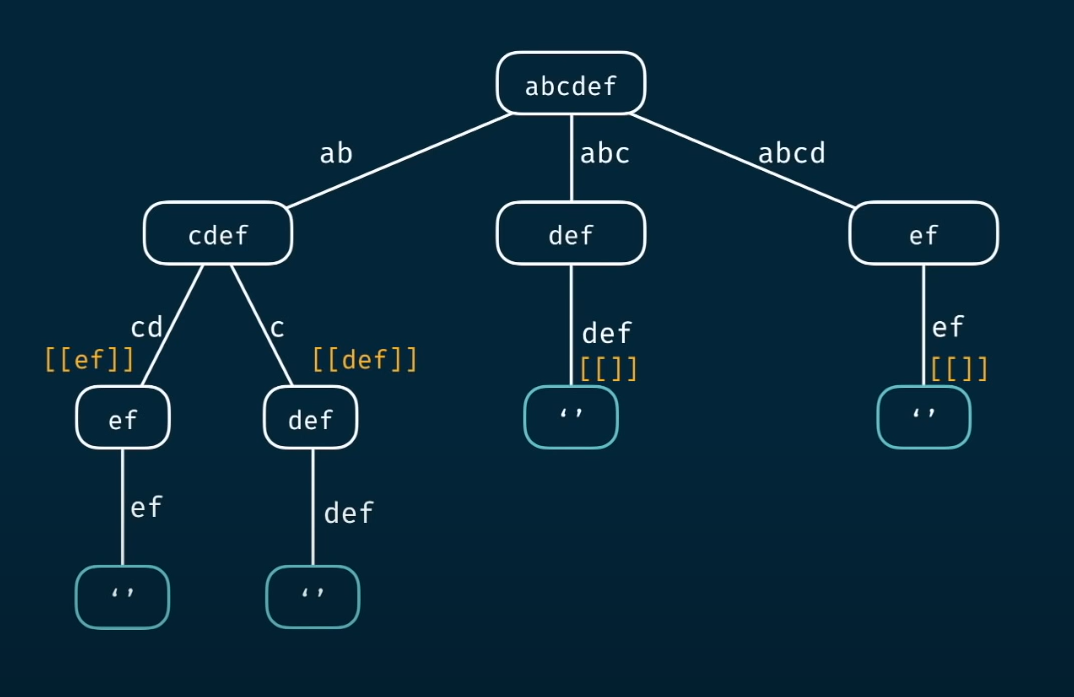 abcdef
ab
abc
abcd
cdef
def
ef
cd
c
def
ef
[[ef]]
[[def]]
[[]]
[[]]
ef
def
‘’
‘’
ef
def
‘’
‘’